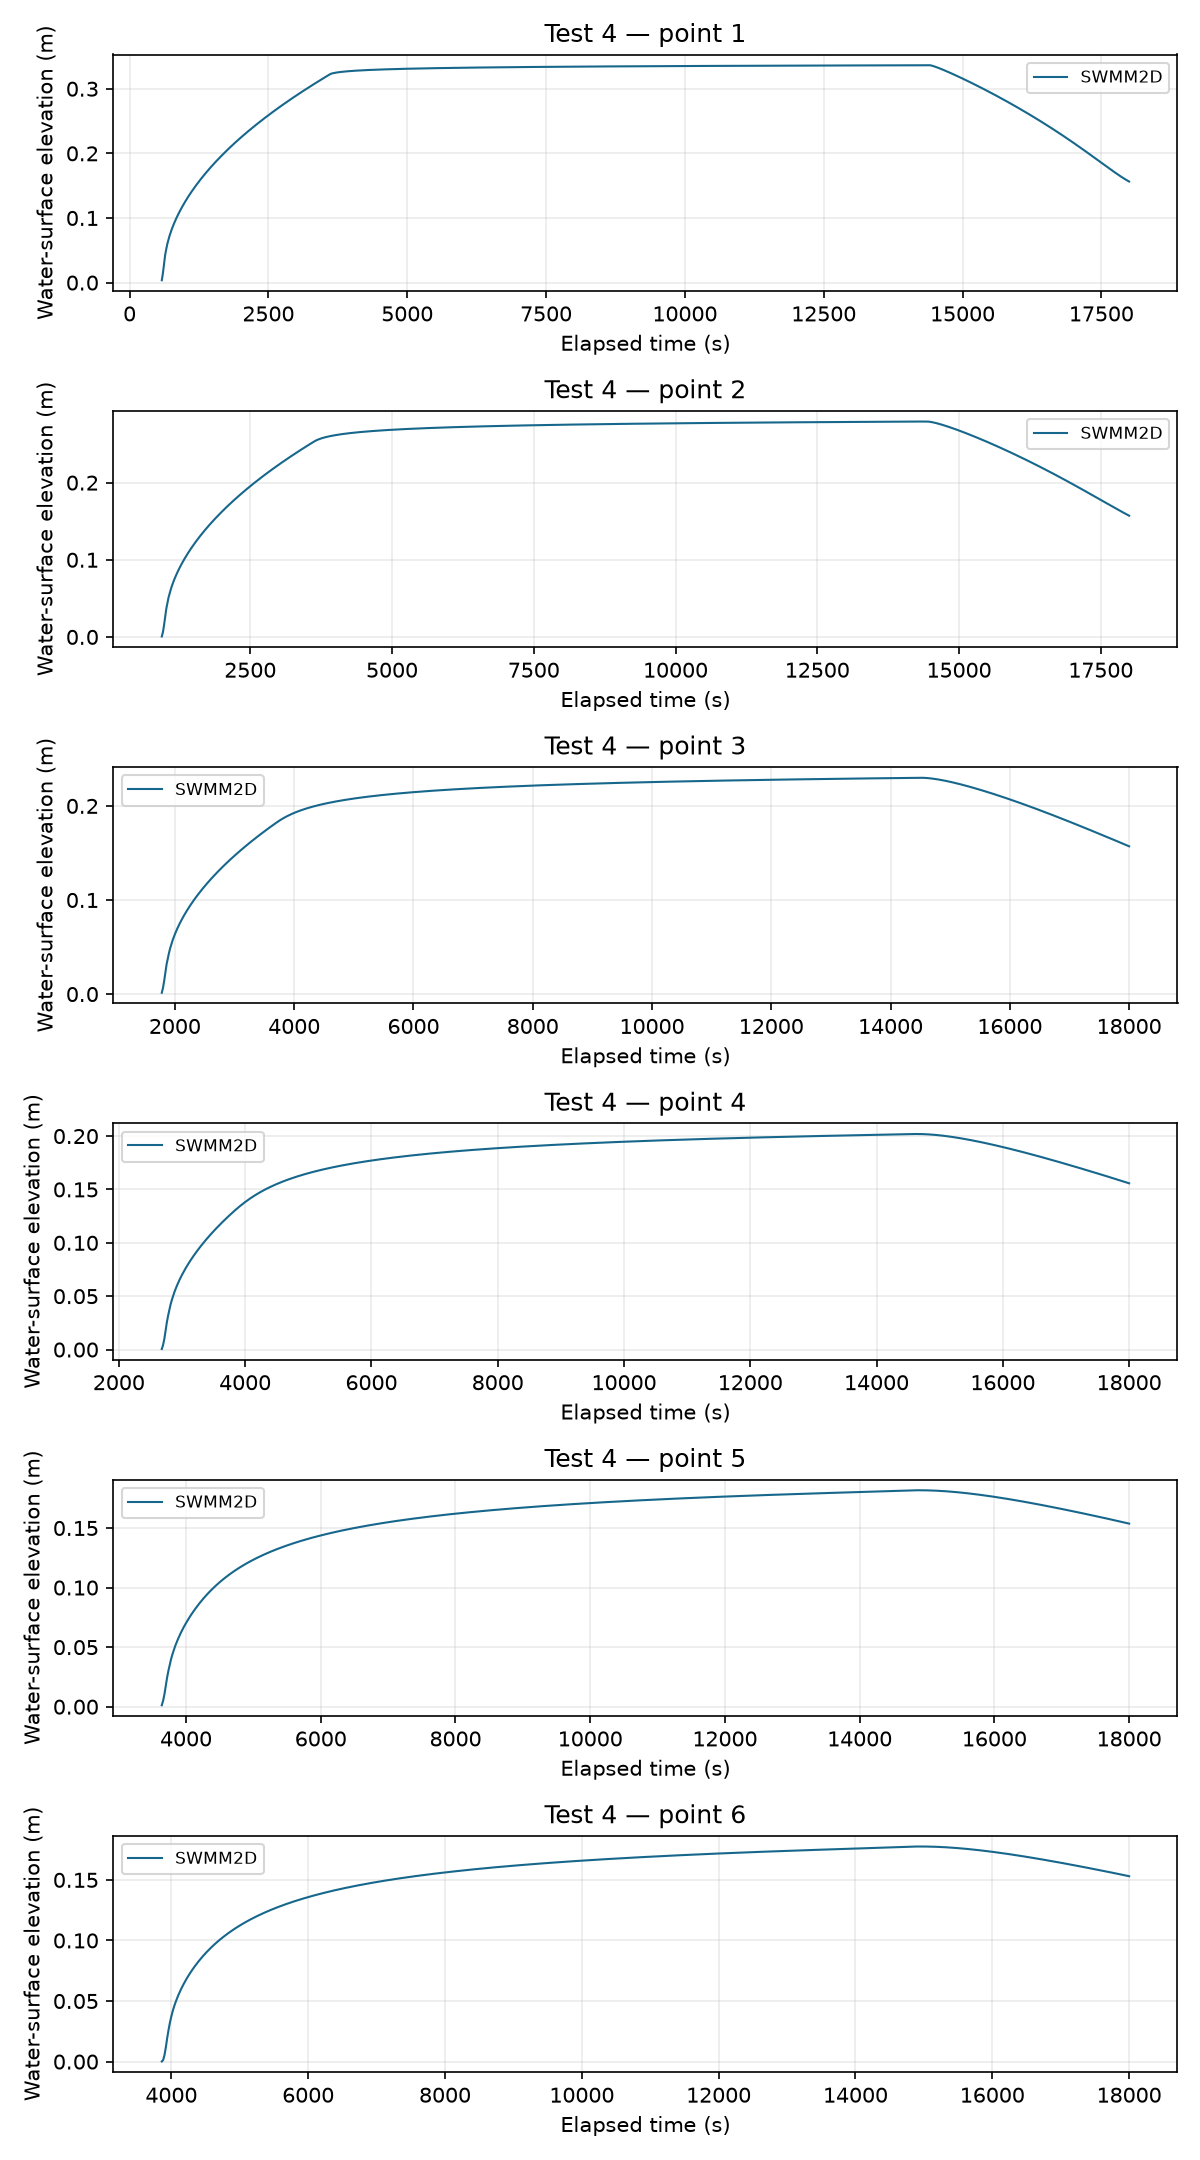 Test 4 — point 1
Water-surface elevation (m)
0.3
0.2
0.1
0.0
SWMM2D
0 2500 5000 7500 10000 12500 15000 17500
Elapsed time (s)
Test 4 — point 2
Water-surface elevation (m)
0.2
0.1
0.0
SWMM2D
2500 5000 7500 10000 12500 15000 17500
Elapsed time (s)
Test 4 — point 3
Water-surface elevation (m)
0.2
0.1
0.0
SWMM2D
2000 4000 6000 8000 10000 12000 14000 16000 18000
Elapsed time (s)
Test 4 — point 4
Water-surface elevation (m)
0.20
0.15
0.10
0.05
0.00
SWMM2D
2000 4000 6000 8000 10000 12000 14000 16000 18000
Elapsed time (s)
Test 4 — point 5
Water-surface elevation (m)
0.15
0.10
0.05
0.00
SWMM2D
4000 6000 8000 10000 12000 14000 16000 18000
Elapsed time (s)
Test 4 — point 6
Water-surface elevation (m)
0.15
0.10
0.05
0.00
SWMM2D
4000 6000 8000 10000 12000 14000 16000 18000
Elapsed time (s)